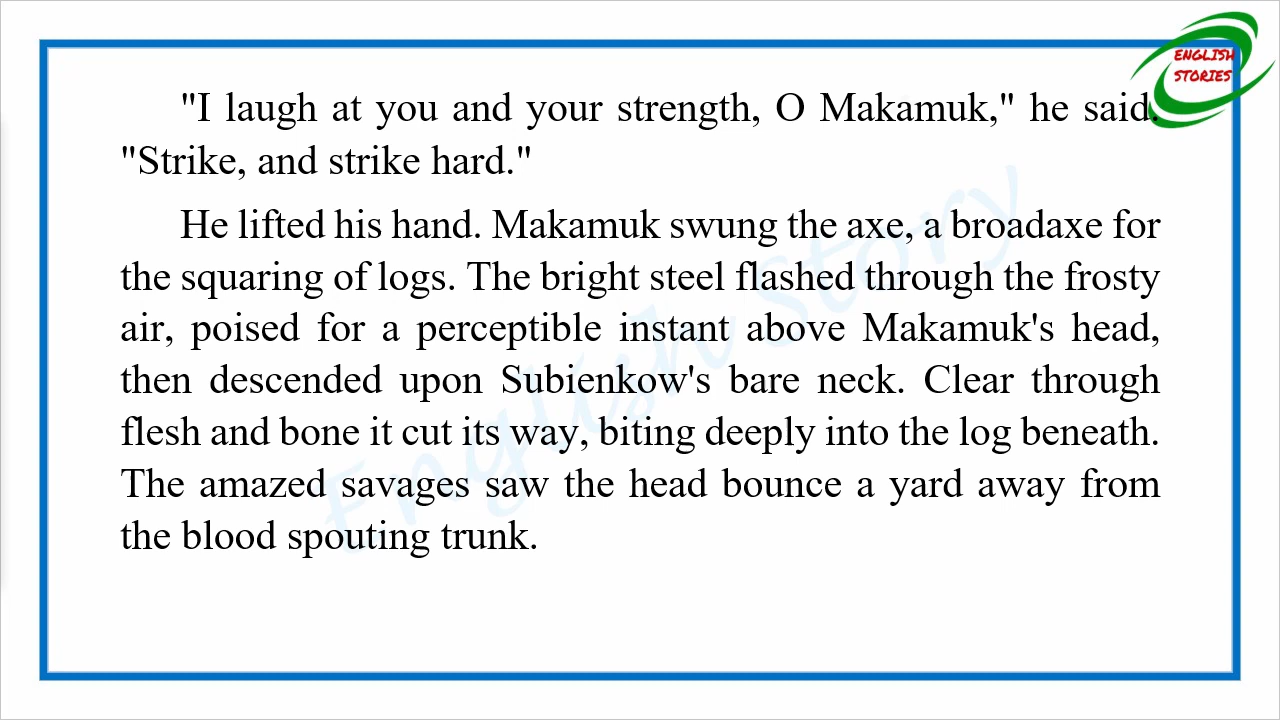 ENGLISH
STORIES
"I laugh at you and your strength, O Makamuk," he said.
"Strike, and strike hard."
He lifted his hand. Makamuk swung the axe, a broadaxe for
the squaring of logs. The bright steel flashed through the frosty
air, poised for a perceptible instant above Makamuk's head,
then descended upon Subienkow's bare neck. Clear through
flesh and bone it cut its way, biting deeply into the log beneath.
The amazed savages saw the head bounce a yard away from
the blood spouting trunk.
English Story